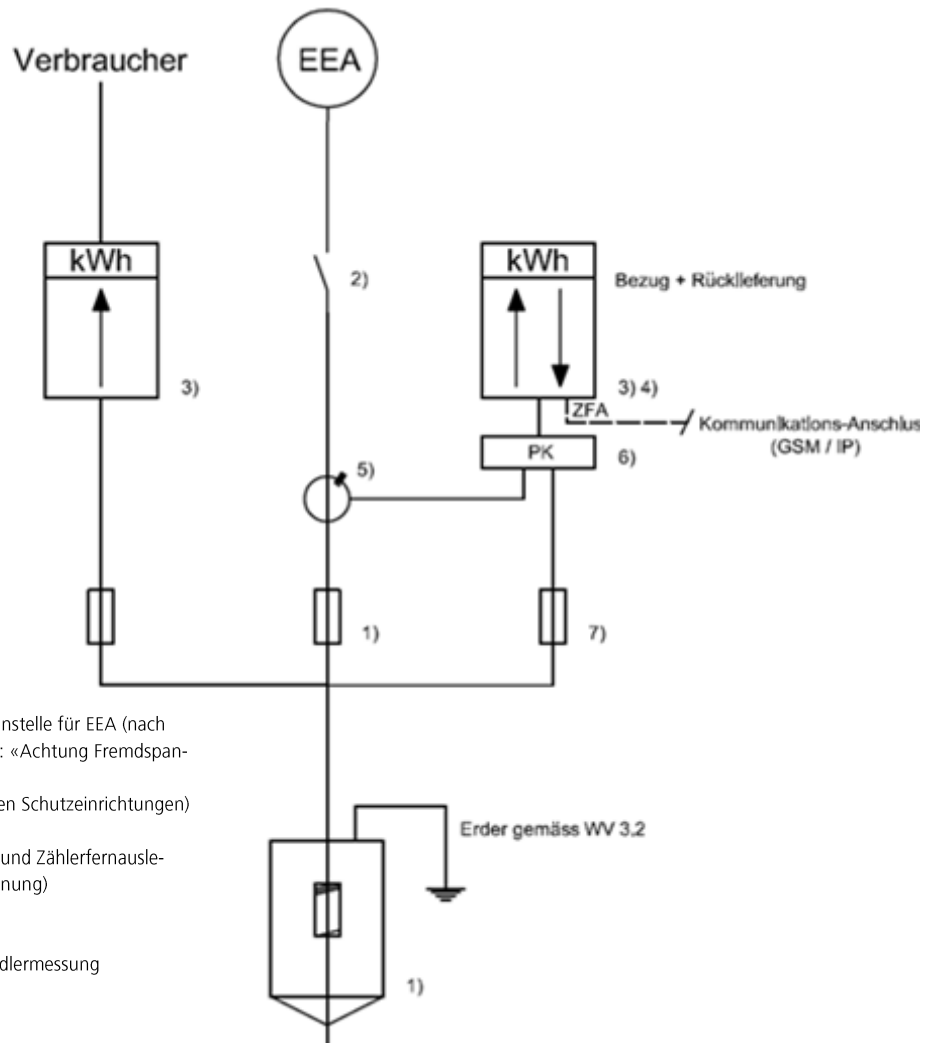 Verbraucher
EEA
kWh
2)
kWh
Bezug + Rücklieferung
3)
3) 4)
ZFA
Kommunikations-Anschlus
(GSM / IP)
PK
6)
5)
1)
7)
nstelle für EEA (nach
: «Achtung Fremdspan-
en Schutzeinrichtungen)
Erder gemäss WV 3.2
und Zählerfernausle-
nung)
dlermessung
1)